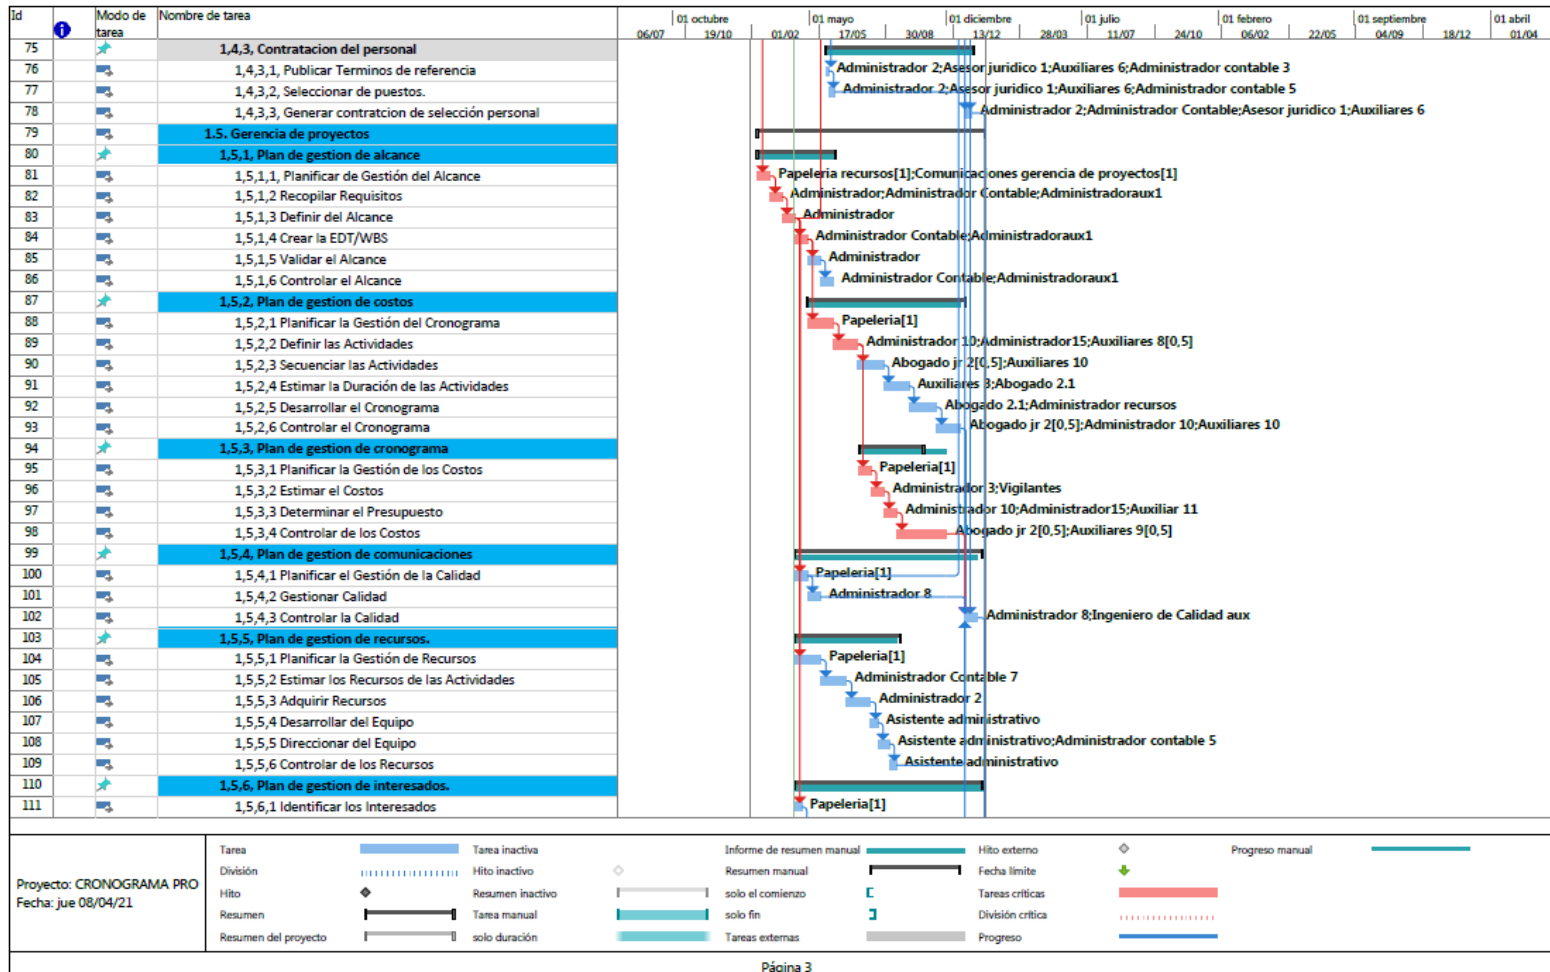 Id Modo de tarea Nombre de tarea
01 octubre 01 mayo 01 diciembre 01 julio 01 febrero 01 septiembre 01 abril
06/07 19/10 01/02 17/05 30/08 13/12 28/03 11/07 24/10 06/02 22/05 04/09 18/12 01/04
75 1,4,3, Contratacion del personal
76 1,4,3,1, Publicar Terminos de referencia Administrador 2;Asesor juridico 1;Auxiliares 6;Administrador contable 3
77 1,4,3,2, Seleccionar de puestos. Administrador 2;Asesor juridico 1;Auxiliares 6;Administrador contable 5
78 1,4,3,3, Generar contratcion de selección personal Administrador 2;Administrador Contable;Asesor juridico 1;Auxiliares 6
79 1.5. Gerencia de proyectos
80 1,5,1, Plan de gestion de alcance
81 1,5,1,1, Planificar de Gestión del Alcance Papeleria recursos[1];Comunicaciones gerencia de proyectos[1]
82 1,5,1,2 Recopilar Requisitos Administrador;Administrador Contable;Administradoraux1
83 1,5,1,3 Definir del Alcance Administrador
84 1,5,1,4 Crear la EDT/WBS Administrador Contable;Administradoraux1
85 1,5,1,5 Validar el Alcance Administrador
86 1,5,1,6 Controlar el Alcance Administrador Contable;Administradoraux1
87 1,5,2, Plan de gestion de costos
88 1,5,2,1 Planificar la Gestión del Cronograma Papeleria[1]
89 1,5,2,2 Definir las Actividades Administrador 10;Administrador15;Auxiliares 8[0,5]
90 1,5,2,3 Secuenciar las Actividades Abogado jr 2[0,5];Auxiliares 10
91 1,5,2,4 Estimar la Duración de las Actividades Auxiliares 3;Abogado 2.1
92 1,5,2,5 Desarrollar el Cronograma Abogado 2.1;Administrador recursos
93 1,5,2,6 Controlar el Cronograma Abogado jr 2[0,5];Administrador 10;Auxiliares 10
94 1,5,3, Plan de gestion de cronograma
95 1,5,3,1 Planificar la Gestión de los Costos Papeleria[1]
96 1,5,3,2 Estimar el Costos Administrador 3;Vigilantes
97 1,5,3,3 Determinar el Presupuesto Administrador 10;Administrador15;Auxiliar 11
98 1,5,3,4 Controlar de los Costos Abogado jr 2[0,5];Auxiliares 9[0,5]
99 1,5,4, Plan de gestion de comunicaciones
100 1,5,4,1 Planificar el Gestión de la Calidad Papeleria[1]
101 1,5,4,2 Gestionar Calidad Administrador 8
102 1,5,4,3 Controlar la Calidad Administrador 8;Ingeniero de Calidad aux
103 1,5,5, Plan de gestion de recursos.
104 1,5,5,1 Planificar la Gestión de Recursos Papeleria[1]
105 1,5,5,2 Estimar los Recursos de las Actividades Administrador Contable 7
106 1,5,5,3 Adquirir Recursos Administrador 2
107 1,5,5,4 Desarrollar del Equipo Asistente administrativo
108 1,5,5,5 Direccionar del Equipo Asistente administrativo;Administrador contable 5
109 1,5,5,6 Controlar de los Recursos Asistente administrativo
110 1,5,6, Plan de gestion de interesados.
111 1,5,6,1 Identificar los Interesados Papeleria[1]
Proyecto: CRONOGRAMA PRO
Fecha: jue 08/04/21
Tarea Tarea inactiva Informe de resumen manual Hito externo Progreso manual
División Hito inactivo Resumen manual Fecha límite
Hito Resumen inactivo solo el comienzo Tareas críticas
Resumen Tarea manual solo fin División crítica
Resumen del proyecto solo duración Tareas externas Progreso
Página 3